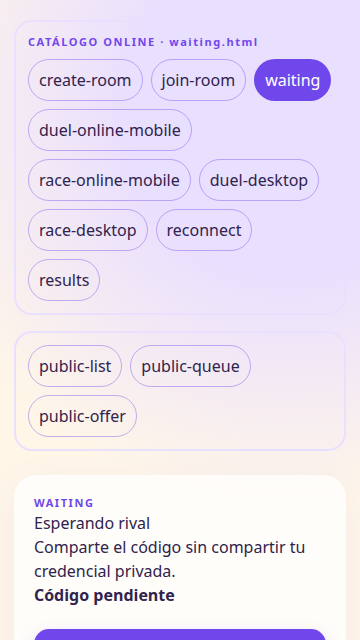 CATÁLOGO ONLINE · waiting.html
create-room join-room waiting
duel-online-mobile
race-online-mobile duel-desktop
race-desktop reconnect
results
public-list public-queue
public-offer
WAITING
Esperando rival
Comparte el código sin compartir tu
credencial privada.
Código pendiente